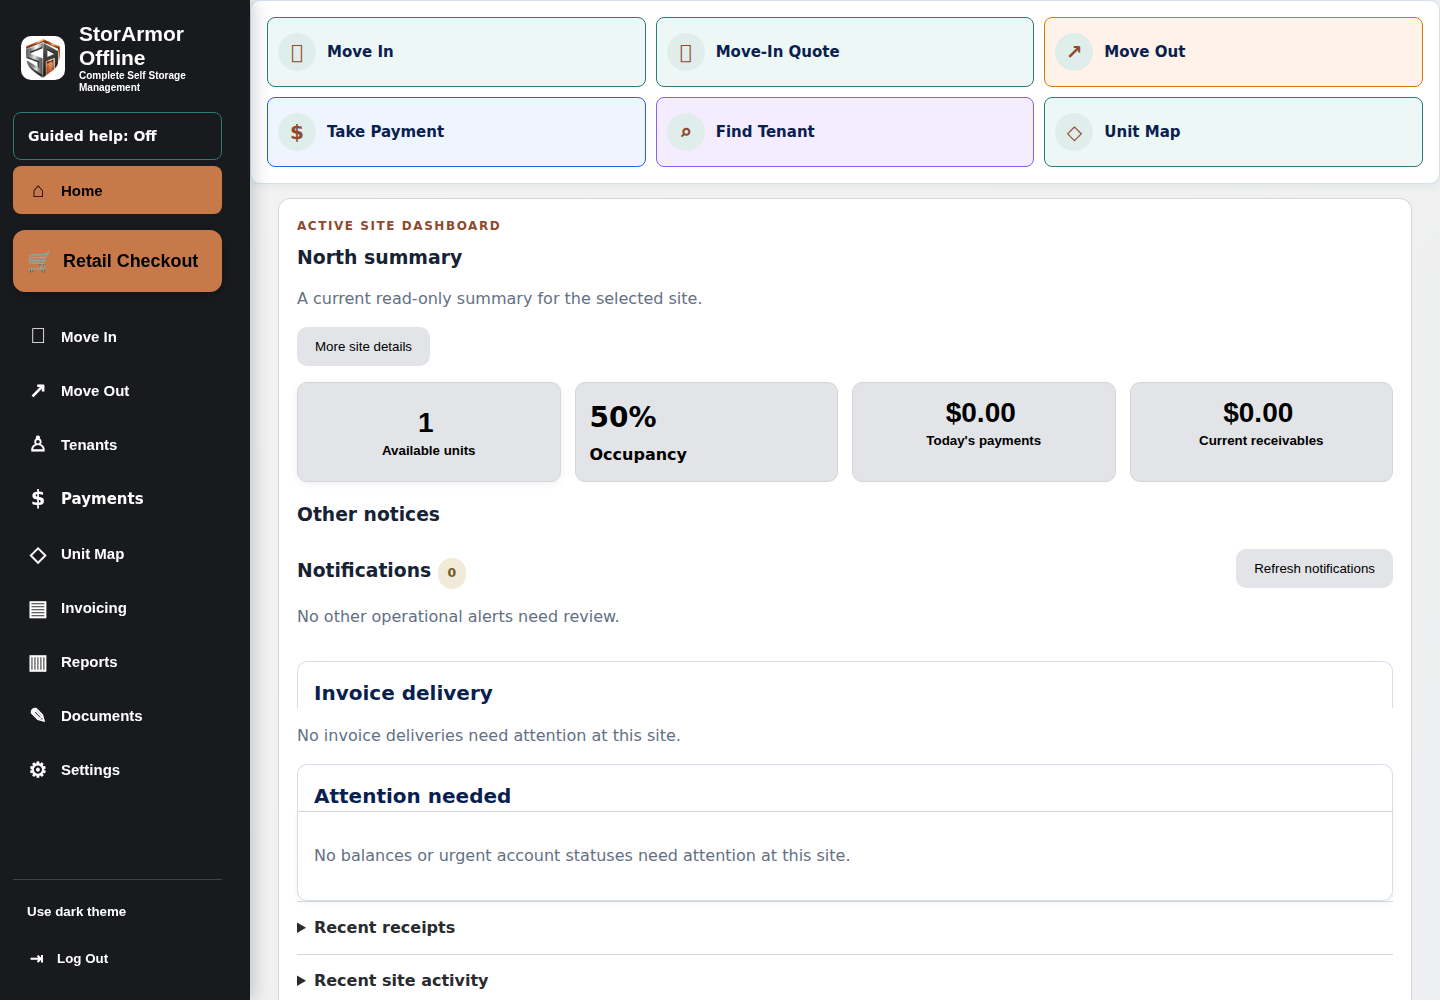 StorArmor
Offline
Complete Self Storage
Management
Guided help: Off
Home
Retail Checkout
Move In
Move Out
Tenants
$ Payments
Unit Map
Invoicing
Reports
Documents
Settings
Use dark theme
Log Out
Move In
Move-In Quote
Move Out
$ Take Payment
Find Tenant
Unit Map
ACTIVE SITE DASHBOARD
North summary
A current read-only summary for the selected site.
More site details
1
Available units
50%
Occupancy
$0.00
Today's payments
$0.00
Current receivables
Other notices
Notifications 0
Refresh notifications
No other operational alerts need review.
Invoice delivery
No invoice deliveries need attention at this site.
Attention needed
No balances or urgent account statuses need attention at this site.
Recent receipts
Recent site activity